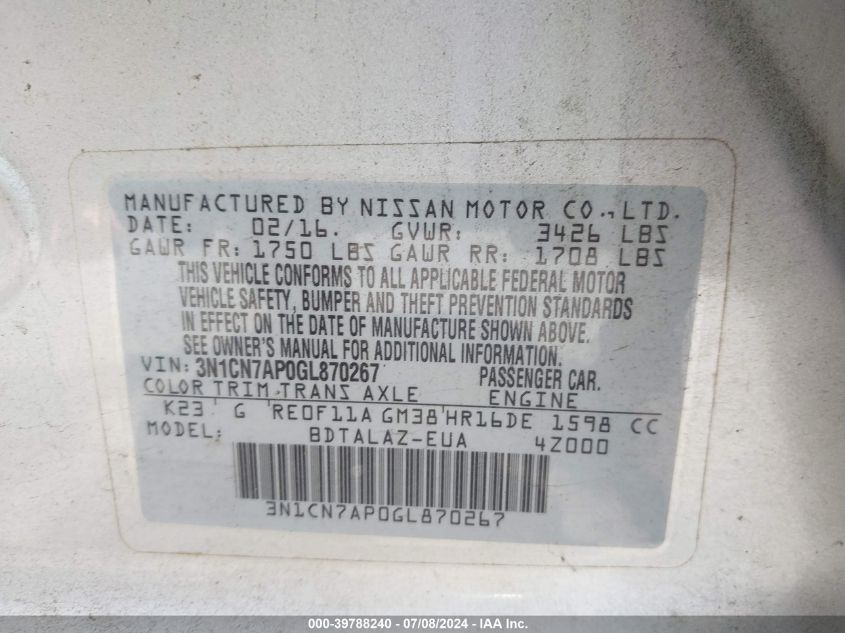 MANUFACTURED BY NISSAN MOTOR CO., LTD.
DATE: 02/16. GVWR: 3426 LBS
GAWR FR: 1750 LBS GAWR RR: 1708 LBS
THIS VEHICLE CONFORMS TO ALL APPLICABLE FEDERAL MOTOR
VEHICLE SAFETY, BUMPER AND THEFT PREVENTION STANDARDS
IN EFFECT ON THE DATE OF MANUFACTURE SHOWN ABOVE.
SEE OWNER'S MANUAL FOR ADDITIONAL INFORMATION.
VIN: 3N1CN7AP0GL870267 PASSENGER CAR.
COLOR TRIM TRANS AXLE ENGINE
K23 G RE0F11A GM38 HR16DE 1598 CC
MODEL: BDTALAZ-EUA 4Z000
3N1CN7AP0GL870267
000-39788240 - 07/08/2024 - IAA Inc.